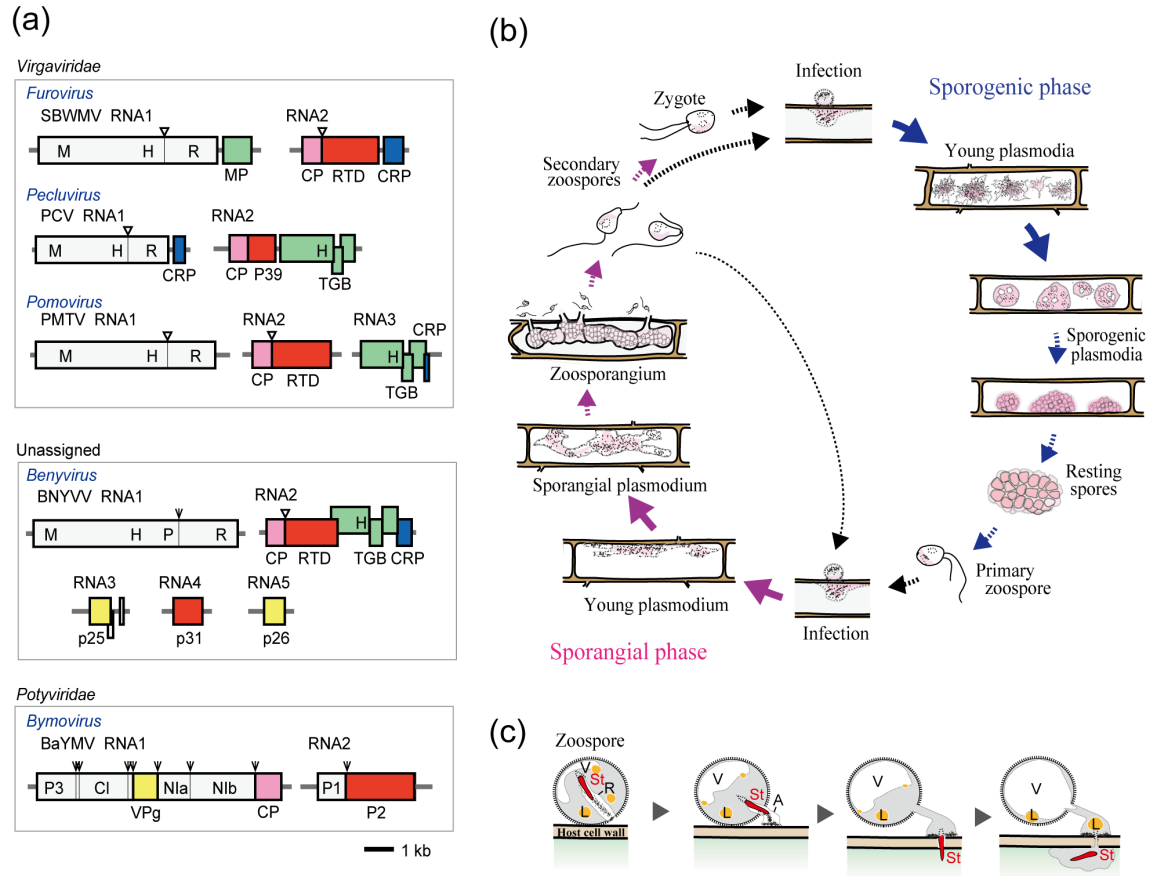 (a)
Virgaviridae
Furovirus
SBWMV RNA1
RNA2
M H R
MP
CP RTD CRP
Pecluvirus
PCV RNA1
RNA2
M H R
CRP
H
CP P39
TGB
Pomovirus
PMTV RNA1
RNA2
RNA3
CRP
M H R
H
CP RTD
TGB
Unassigned
Benyvirus
BNYVV RNA1
RNA2
M H P R
H
CP RTD TGB CRP
RNA3
RNA4
RNA5
p25
p31
p26
Potyviridae
Bymovirus
BaYMV RNA1
RNA2
P3 CI NIa NIb
P1
VPg
CP
P2
1 kb
(b)
Infection
Zygote
Sporogenic phase
Secondary
zoospores
Young plasmodia
Sporogenic
plasmodia
Zoosporangium
Sporangial plasmodium
Resting
spores
Primary
zoospore
Young plasmodium
Infection
Sporangial phase
(c)
Zoospore
V
St
R
L
Host cell wall
V
St
A
L
V
L
St
V
L
St